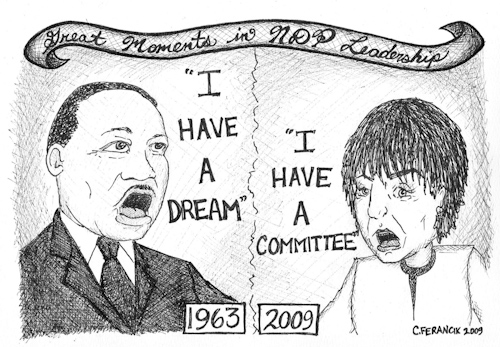 Great Moments in NDP Leadership
"I
HAVE
A
DREAM"
1963
"I
HAVE
A
COMMITTEE"
2009
C.FERANCIK 2009